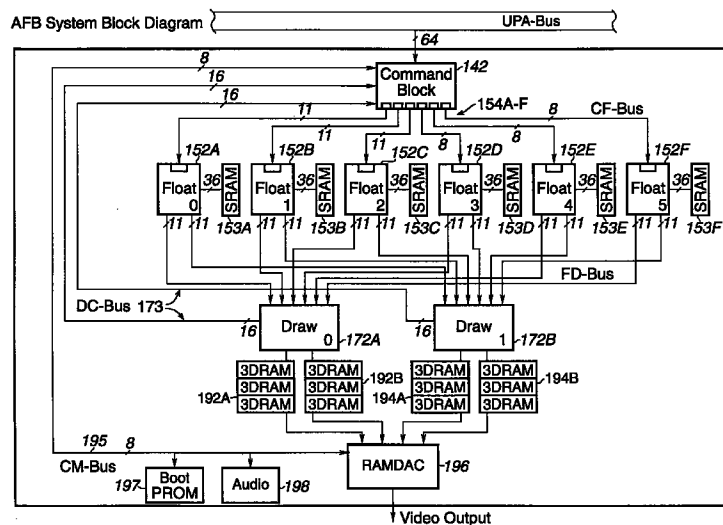 AFB System Block Diagram
UPA-Bus
64
8
16
16
Command
Block
142
154A-F
CF-Bus
11
11
11
8
8
8
152A
152B
152C
152D
152E
152F
Float
0
36
SRAM
153A
Float
1
36
SRAM
153B
Float
2
36
SRAM
153C
Float
3
36
SRAM
153D
Float
4
36
SRAM
153E
Float
5
36
SRAM
153F
11 11
11 11
11 11
11 11
11 11
11 11
FD-Bus
DC-Bus 173
16
Draw
0
172A
16
Draw
1
172B
3DRAM
3DRAM
3DRAM
192A
3DRAM
3DRAM
3DRAM
192B
3DRAM
3DRAM
3DRAM
194A
3DRAM
3DRAM
3DRAM
194B
195
8
CM-Bus
Boot
PROM
197
Audio
198
RAMDAC
196
Video Output